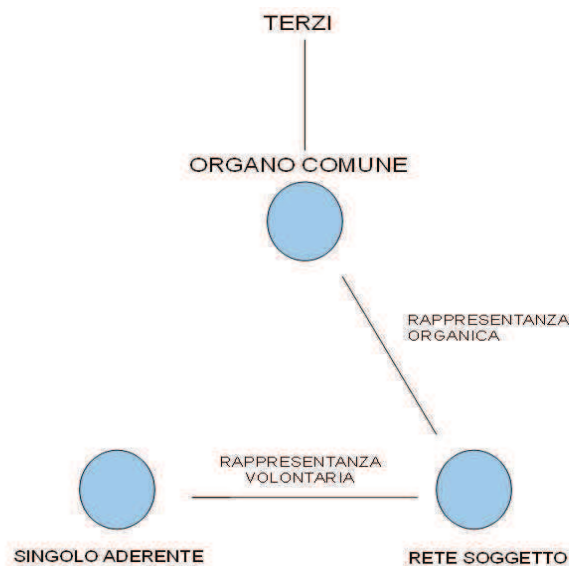 TERZI
ORGANO COMUNE
RAPPRESENTANZA
ORGANICA
RAPPRESENTANZA
VOLONTARIA
SINGOLO ADERENTE
RETE SOGGETTO